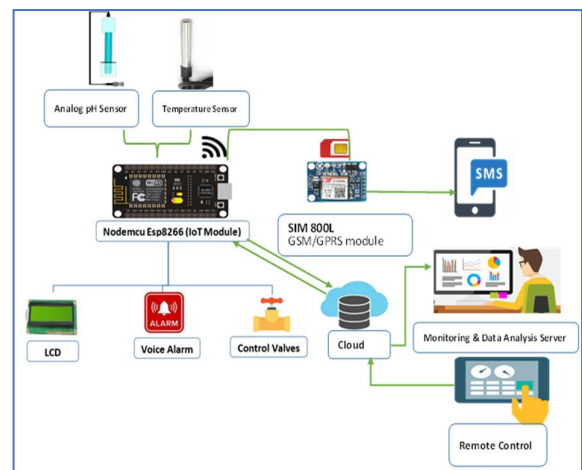 Analog pH Sensor
Temperature Sensor
SMS
Nodemcu Esp8266 (IoT Module)
SIM 800L
GSM/GPRS module
ALARM
LCD
Voice Alarm
Control Valves
Cloud
Monitoring & Data Analysis Server
Remote Control